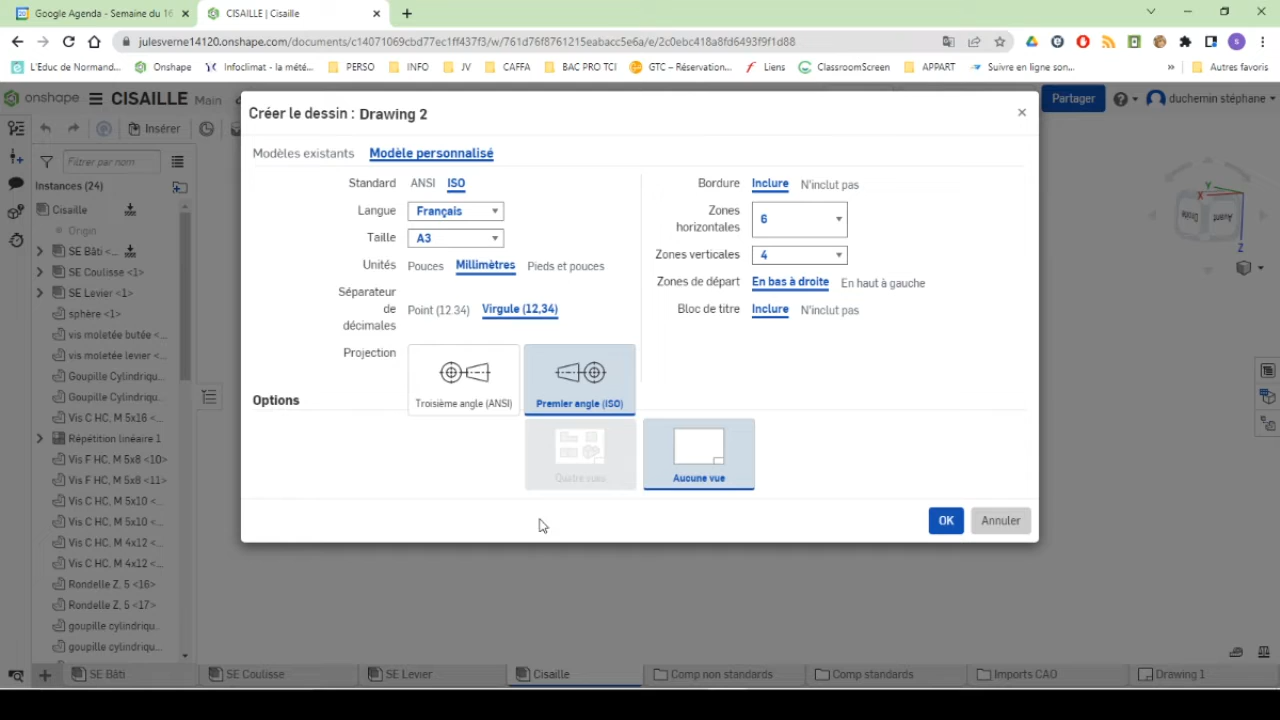 Google Agenda - Semaine du 16
CISAILLE | Cisaille
julesverne14120.onshape.com/documents/c14071069cbd77ec1ff437f3/w/761d76f8761215eabacc5e6a/e/2c0ebc418a8fd6493f9f1d88
L'Educ de Normand...
Onshape
Infoclimat - la mété...
PERSO
INFO
JV
CAFFA
BAC PRO TCI
GTC – Réservation...
Liens
ClassroomScreen
APPART
Suivre en ligne son...
»
Autres favoris
onshape
CISAILLE
Main
Partager
duchemin stéphane
Insérer
Filtrer par nom
Instances (24)
Cisaille
Origin
SE Bâti <...
SE Coulisse <1>
SE Levier <1>
sphère <1>
vis moletée butée <...
vis moletée levier <...
Goupille Cylindriqu...
Goupille Cylindriqu...
Vis C HC, M 5x16 <...
Répétition linéaire 1
Vis F HC, M 5x8 <10>
Vis F HC, M 5x8 <11>
Vis C HC, M 5x10 <...
Vis C HC, M 5x10 <...
Vis C HC, M 4x12 <...
Vis C HC, M 4x12 <...
Rondelle Z, 5 <16>
Rondelle Z, 5 <17>
goupille cylindriqu...
goupille cylindriqu...
Créer le dessin : Drawing 2
Modèles existants
Modèle personnalisé
Standard ANSI ISO
Langue Français
Taille A3
Unités Pouces Millimètres Pieds et pouces
Séparateur de décimales Point (12.34) Virgule (12,34)
Projection
Troisième angle (ANSI)
Premier angle (ISO)
Bordure Inclure N'inclut pas
Zones horizontales 6
Zones verticales 4
Zones de départ En bas à droite En haut à gauche
Bloc de titre Inclure N'inclut pas
Options
Quatre vues
Aucune vue
OK
Annuler
X
Y
Z
SE Bâti
SE Coulisse
SE Levier
Cisaille
Comp non standards
Comp standards
Imports CAO
Drawing 1